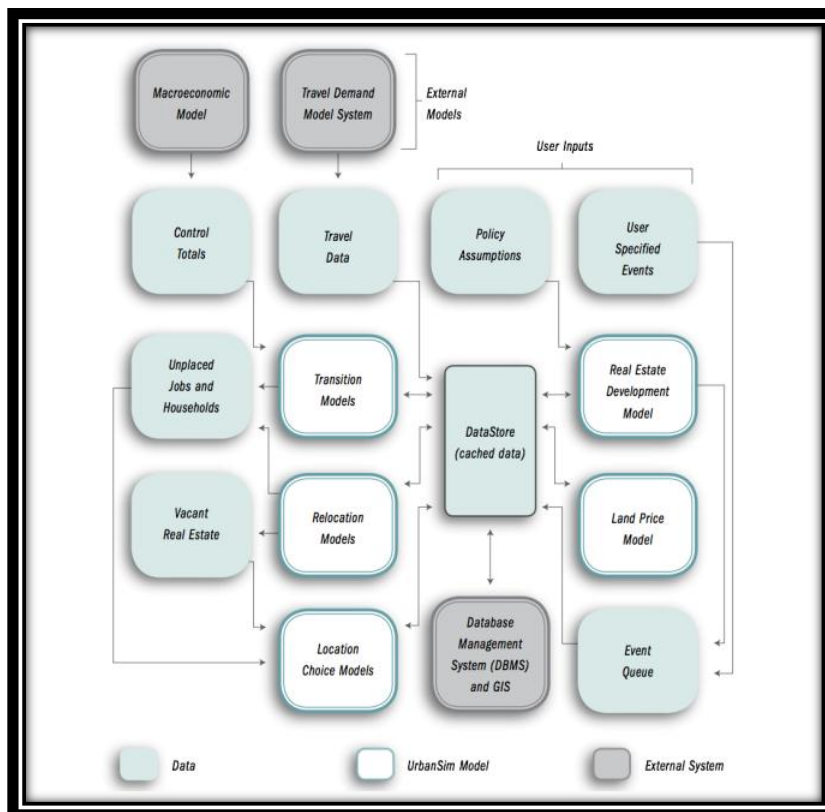 Macroeconomic
Model
Travel Demand
Model System
External
Models
User Inputs
Control
Totals
Travel
Data
Policy
Assumptions
User
Specified
Events
Unplaced
Jobs and
Households
Transition
Models
DataStore
(cached data)
Real Estate
Development
Model
Vacant
Real Estate
Relocation
Models
Land Price
Model
Location
Choice Models
Database
Management
System (DBMS)
and GIS
Event
Queue
Data
UrbanSim Model
External System